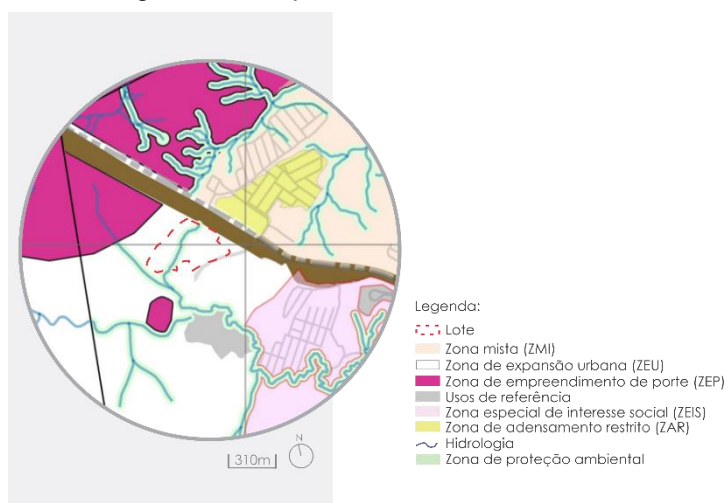 Legenda:
Lote
Zona mista (ZMI)
Zona de expansão urbana (ZEU)
Zona de empreendimento de porte (ZEP)
Usos de referência
Zona especial de interesse social (ZEIS)
Zona de adensamento restrito (ZAR)
Hidrologia
Zona de proteção ambiental
310m
N